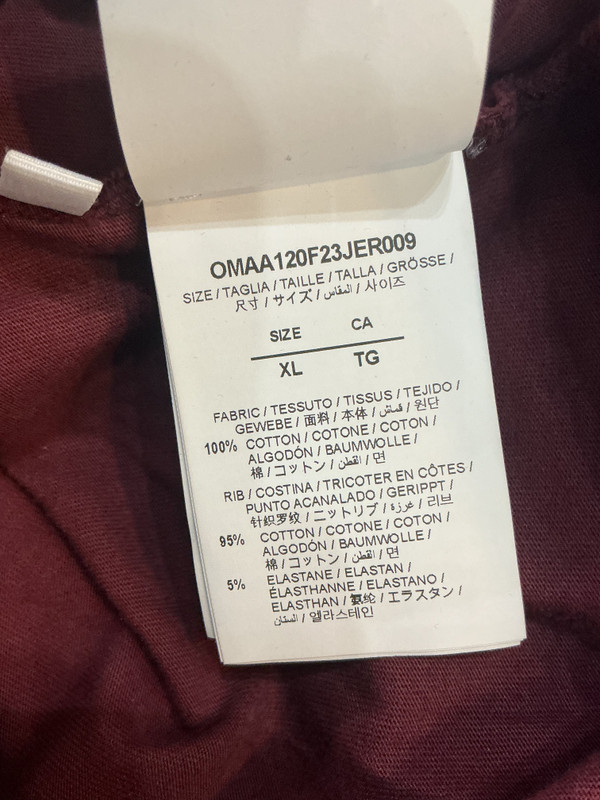 OMAA120F23JER009
SIZE / TAGLIA / TAILLE / TALLA / GRÖSSE /
尺寸 / サイズ / المقاس / 사이즈
SIZE CA
XL TG
FABRIC / TESSUTO / TISSUS / TEJIDO /
GEWEBE / 面料 / 本体 / قماش / 원단
100% COTTON / COTONE / COTON /
ALGODÓN / BAUMWOLLE /
棉 / コットン / القطن / 면
RIB / COSTINA / TRICOTER EN CÔTES /
PUNTO ACANALADO / GERIPPT /
针织罗纹 / ニットリブ / غرزة / 리브
95% COTTON / COTONE / COTON /
ALGODÓN / BAUMWOLLE /
棉 / コットン / القطن / 면
5% ELASTANE / ELASTAN /
ÉLASTHANNE / ELASTANO /
ELASTHAN / 氨纶 / エラスタン /
/ 엘라스테인